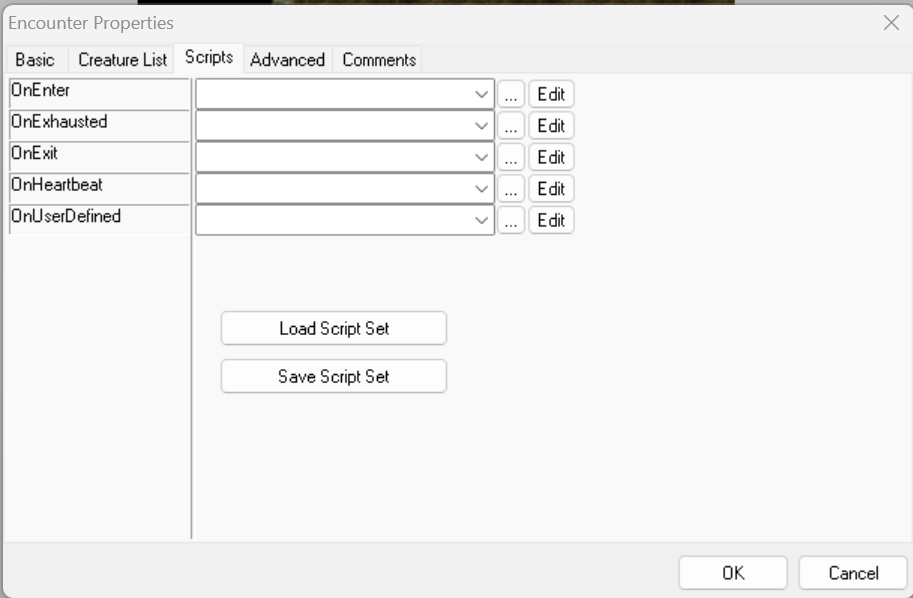 Encounter Properties
Basic Creature List Scripts Advanced Comments
OnEnter ... Edit
OnExhausted ... Edit
OnExit ... Edit
OnHeartbeat ... Edit
OnUserDefined ... Edit
Load Script Set
Save Script Set
OK Cancel